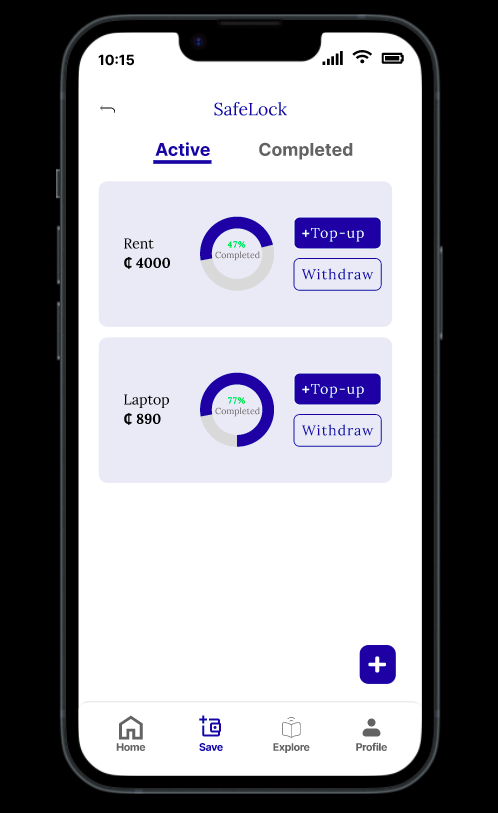 10:15
SafeLock
Active Completed
Rent
₵ 4000
47%
Completed
+Top-up
Withdraw
Laptop
₵ 890
77%
Completed
+Top-up
Withdraw
+
Home Save Explore Profile